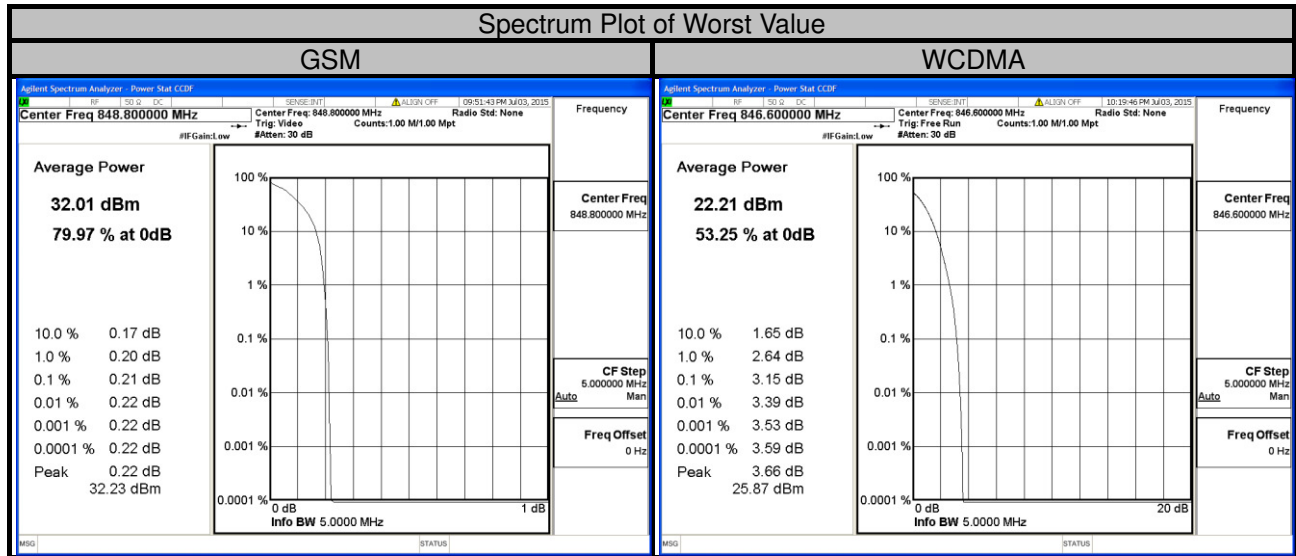 Spectrum Plot of Worst Value
GSM
WCDMA
Agilent Spectrum Analyzer - Power Stat CCDF
RF 50 Ω DC SENSE:INT ALIGN OFF 09:51:43 PM Jul 03, 2015
Center Freq 848.800000 MHz
Center Freq: 848.800000 MHz Radio Std: None
Trig: Video Counts:1.00 M/1.00 Mpt
#IFGain:Low #Atten: 30 dB
Frequency
Average Power
32.01 dBm
79.97 % at 0dB
10.0 % 0.17 dB
1.0 % 0.20 dB
0.1 % 0.21 dB
0.01 % 0.22 dB
0.001 % 0.22 dB
0.0001 % 0.22 dB
Peak 0.22 dB
32.23 dBm
100 %
10 %
1 %
0.1 %
0.01 %
0.001 %
0.0001 %
0 dB 1 dB
Info BW 5.0000 MHz
Center Freq
848.800000 MHz
CF Step
5.000000 MHz
Auto Man
Freq Offset
0 Hz
MSG STATUS
Agilent Spectrum Analyzer - Power Stat CCDF
RF 50 Ω DC SENSE:INT ALIGN OFF 10:19:46 PM Jul 03, 2015
Center Freq 846.600000 MHz
Center Freq: 846.600000 MHz Radio Std: None
Trig: Free Run Counts:1.00 M/1.00 Mpt
#IFGain:Low #Atten: 30 dB
Frequency
Average Power
22.21 dBm
53.25 % at 0dB
10.0 % 1.65 dB
1.0 % 2.64 dB
0.1 % 3.15 dB
0.01 % 3.39 dB
0.001 % 3.53 dB
0.0001 % 3.59 dB
Peak 3.66 dB
25.87 dBm
100 %
10 %
1 %
0.1 %
0.01 %
0.001 %
0.0001 %
0 dB 20 dB
Info BW 5.0000 MHz
Center Freq
846.600000 MHz
CF Step
5.000000 MHz
Auto Man
Freq Offset
0 Hz
MSG STATUS